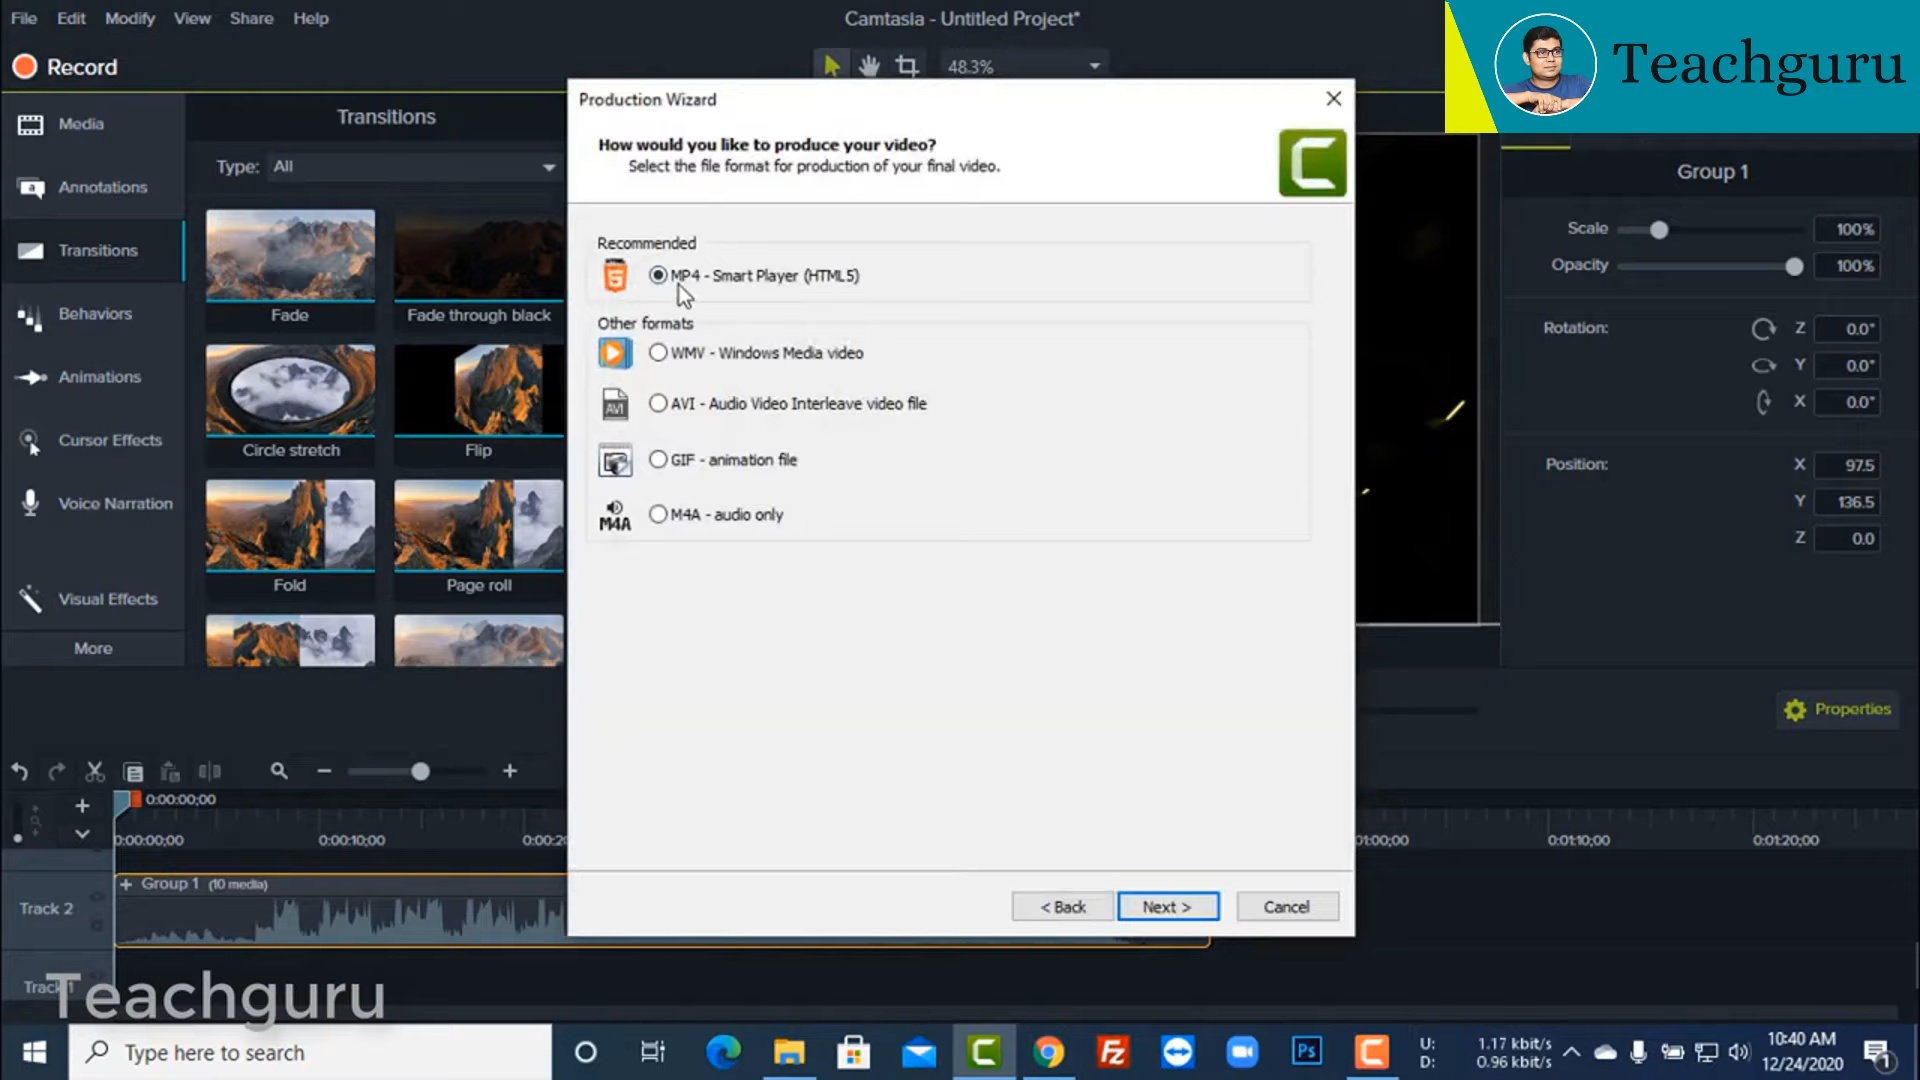 File Edit Modify View Share Help
Camtasia - Untitled Project*
Teachguru
Record
48.3%
Production Wizard
Media
Annotations
Transitions
Behaviors
Animations
Cursor Effects
Voice Narration
Visual Effects
More
Transitions
Type: All
Fade
Fade through black
Circle stretch
Flip
Fold
Page roll
How would you like to produce your video?
Select the file format for production of your final video.
Recommended
MP4 - Smart Player (HTML5)
Other formats
WMV - Windows Media video
AVI - Audio Video Interleave video file
GIF - animation file
M4A - audio only
< Back
Next >
Cancel
Group 1
Scale 100%
Opacity 100%
Rotation: Z 0.0°
Y 0.0°
X 0.0°
Position: X 97.5
Y 136.5
Z 0.0
Properties
0:00:00;00
0:00:00;00 0:00:10;00 0:00:2
01:00;00 0:01:10;00 0:01:20;00
Group 1 (10 media)
Track 2
Track 1
Teachguru
Type here to search
U: 1.17 kbit/s
D: 0.96 kbit/s
10:40 AM
12/24/2020